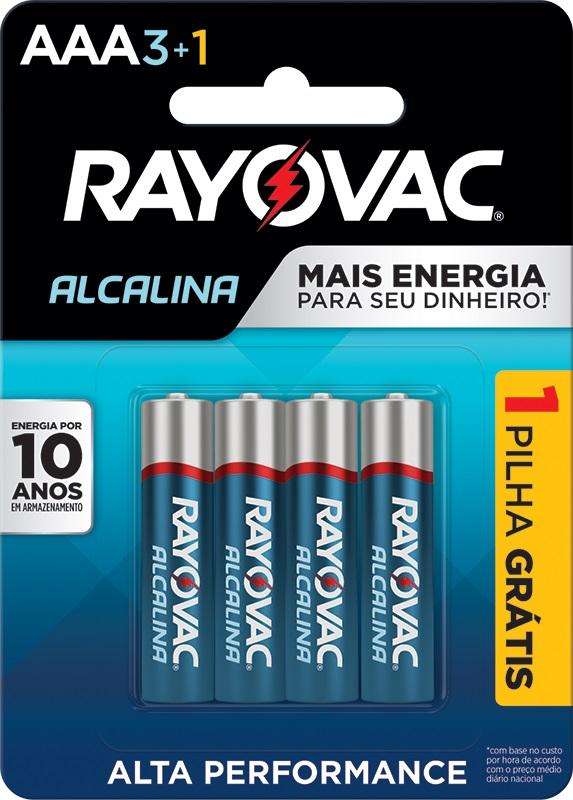 AAA3+1
RAYOVAC®
ALCALINA
MAIS ENERGIA
PARA SEU DINHEIRO!*
ENERGIA POR
10
ANOS
EM ARMAZENAMENTO
1 PILHA GRÁTIS
RAYOVAC®
ALCALINA
RAYOVAC®
ALCALINA
RAYOVAC®
ALCALINA
RAYOVAC®
ALCALINA
ALTA PERFORMANCE
*com base no custo
por hora de acordo
com o preço médio
diário nacional